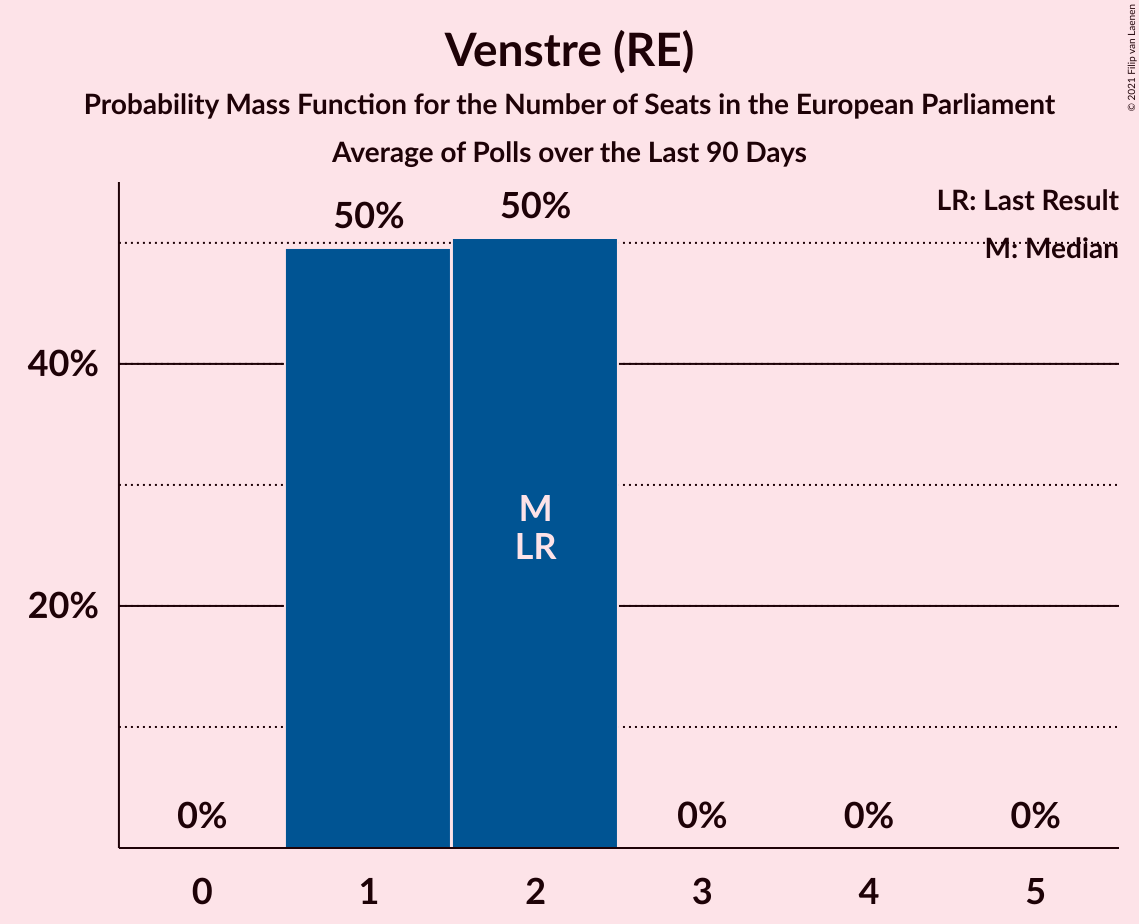 Venstre (RE)
Probability Mass Function for the Number of Seats in the European Parliament
Average of Polls over the Last 90 Days
© 2021 Filip van Laenen
LR: Last Result
M: Median
50%
50%
40%
20%
M
LR
0%
0%
0%
0%
0
1
2
3
4
5